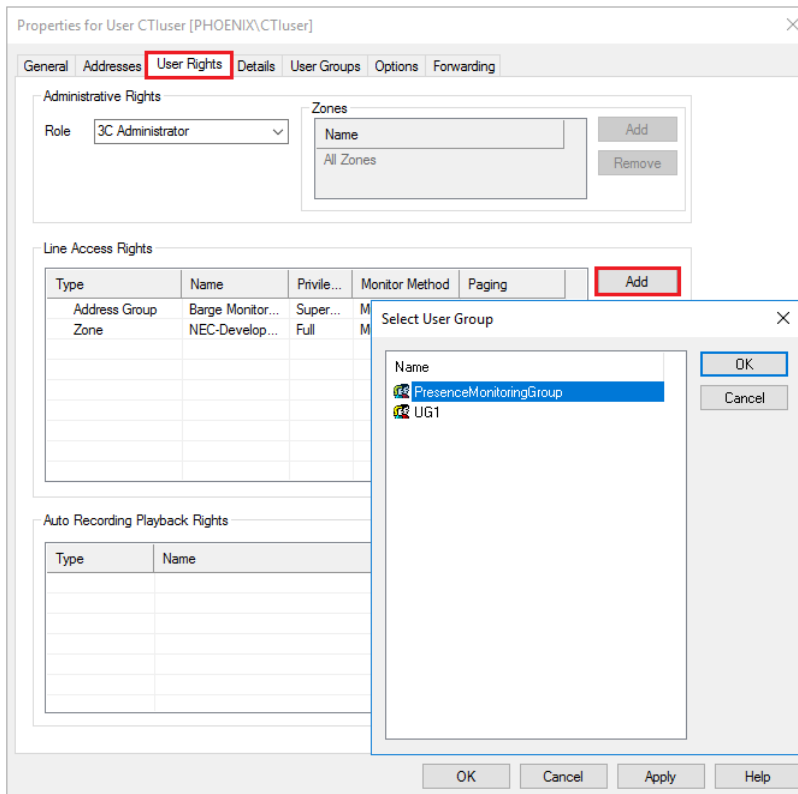 Properties for User CTIuser [PHOENIX\CTIuser]
General Addresses User Rights Details User Groups Options Forwarding
Administrative Rights
Role 3C Administrator
Zones
Name
All Zones
Add
Remove
Line Access Rights
Type Name Privile... Monitor Method Paging
Address Group Barge Monitor... Super... M
Zone NEC-Develop... Full M
Add
Select User Group
Name
PresenceMonitoringGroup
UG1
OK
Cancel
Auto Recording Playback Rights
Type Name
OK Cancel Apply Help